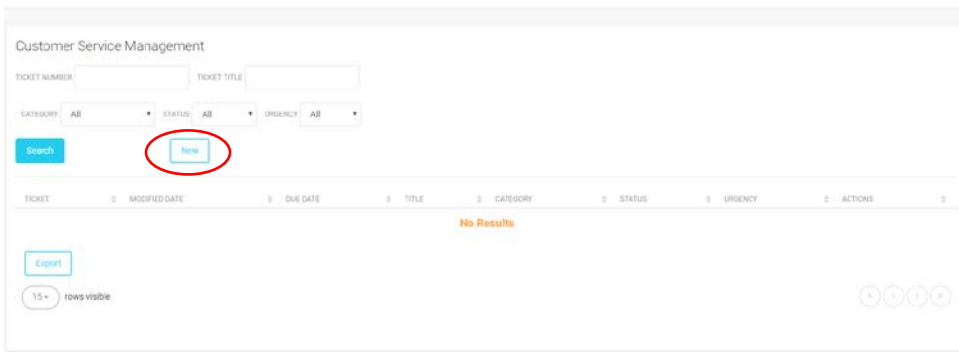 Customer Service Management
TICKET NUMBER TICKET TITLE
CATEGORY All STATUS All URGENCY All
Search New
TICKET MODIFIED DATE DUE DATE TITLE CATEGORY STATUS URGENCY ACTIONS
No Results
Export
15 rows visible